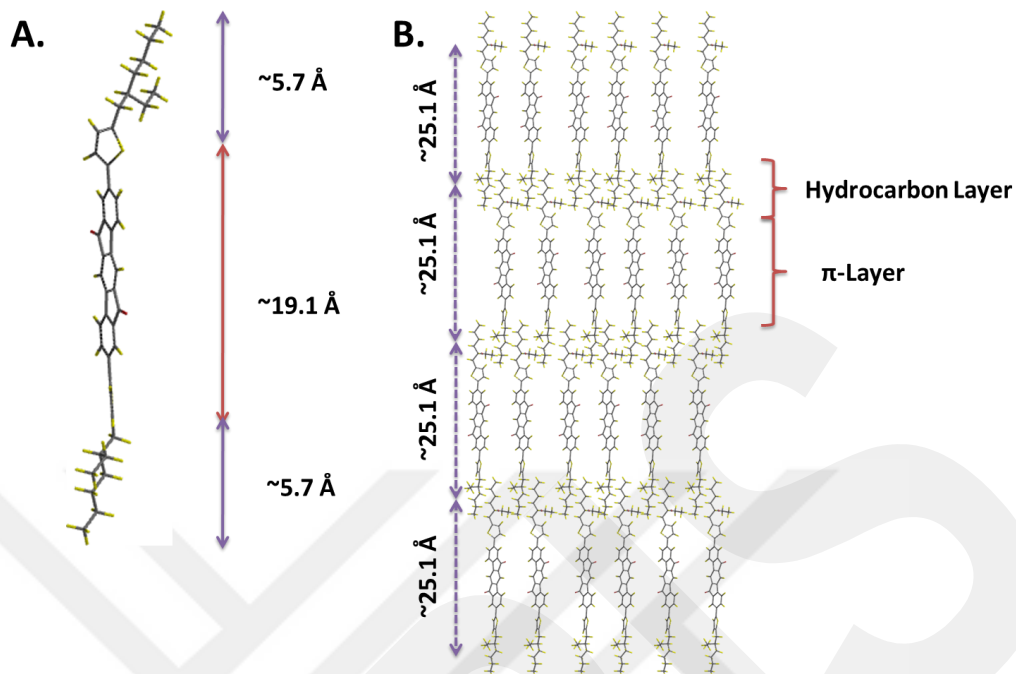 A.
~5.7 Å
~19.1 Å
~5.7 Å
B.
~25.1 Å
~25.1 Å
~25.1 Å
~25.1 Å
Hydrocarbon Layer
π-Layer